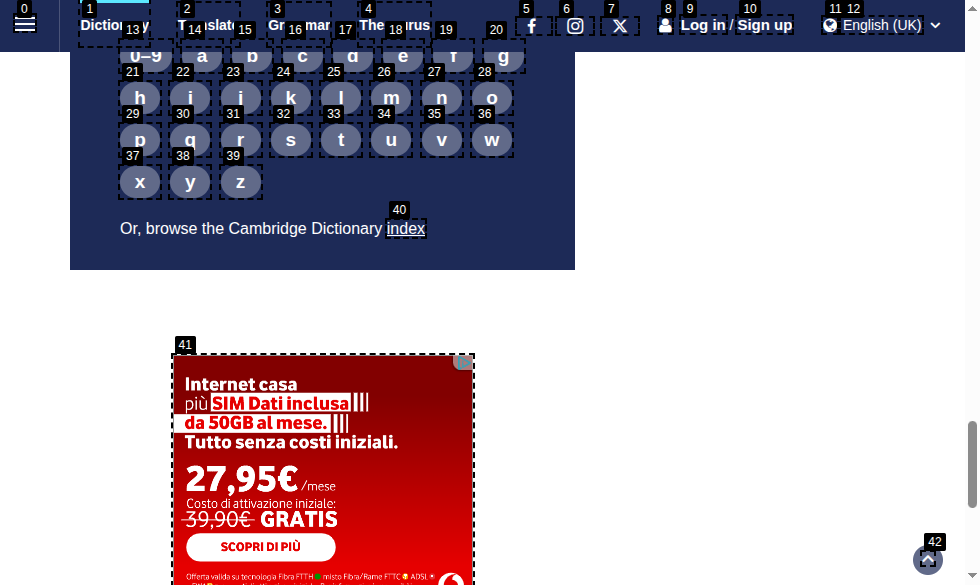 Dictionary Translate Grammar Thesaurus Log in / Sign up English (UK)
0–9 a b c d e f g
h i j k l m n o
p q r s t u v w
x y z
Or, browse the Cambridge Dictionary index
Internet casa
più SIM Dati inclusa
da 50GB al mese.
Tutto senza costi iniziali.
27,95€ /mese
Costo di attivazione iniziale:
39,90€ GRATIS
SCOPRI DI PIÙ
Offerta valida su tecnologia Fibra FTTH misto Fibra/Rame FTTC ADSL
0
1
2
3
4
5
6
7
8
9
10
11
12
13
14
15
16
17
18
19
20
21
22
23
24
25
26
27
28
29
30
31
32
33
34
35
36
37
38
39
40
41
42